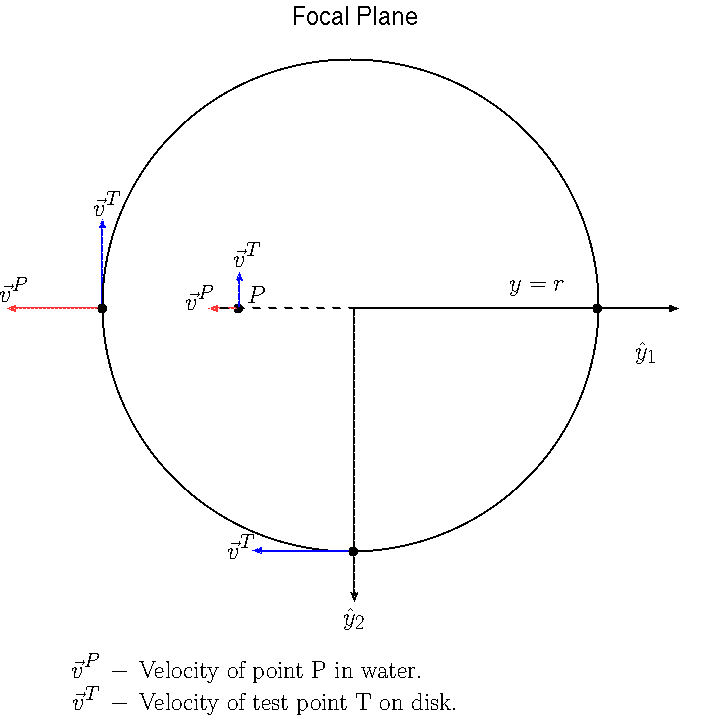 Focal Plane
v⃗^T
v⃗^T
v⃗^P
v⃗^P P
y = r
ŷ₁
v⃗^T
ŷ₂
v⃗^P − Velocity of point P in water.
v⃗^T − Velocity of test point T on disk.